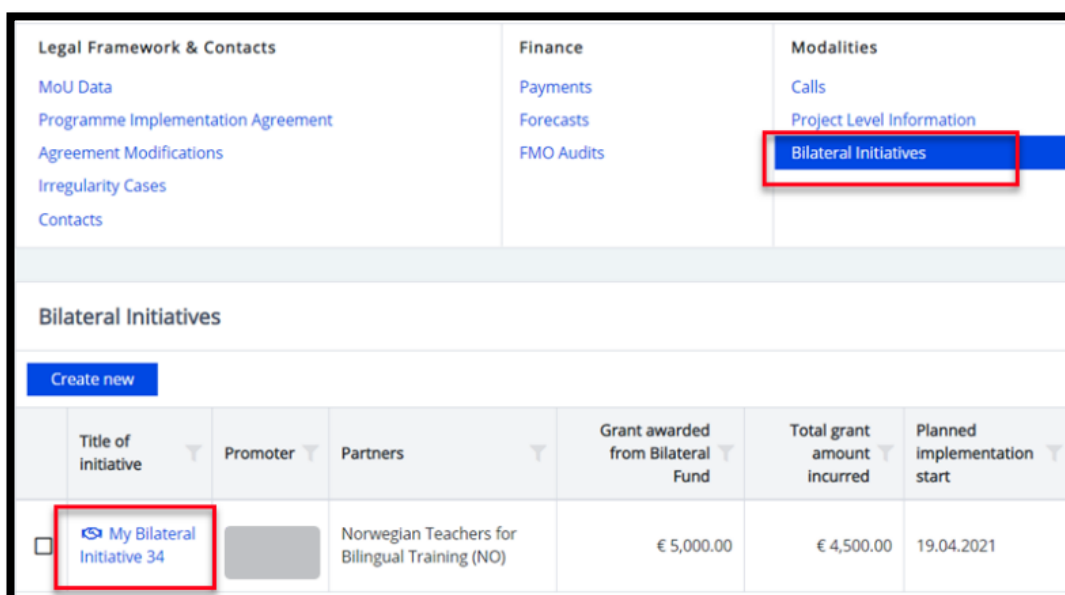 Legal Framework & Contacts
MoU Data
Programme Implementation Agreement
Agreement Modifications
Irregularity Cases
Contacts
Finance
Payments
Forecasts
FMO Audits
Modalities
Calls
Project Level Information
Bilateral Initiatives
Bilateral Initiatives
Create new
Title of
initiative
Promoter
Partners
Grant awarded
from Bilateral
Fund
Total grant
amount
incurred
Planned
implementation
start
My Bilateral
Initiative 34
Norwegian Teachers for
Bilingual Training (NO)
€ 5,000.00
€ 4,500.00
19.04.2021